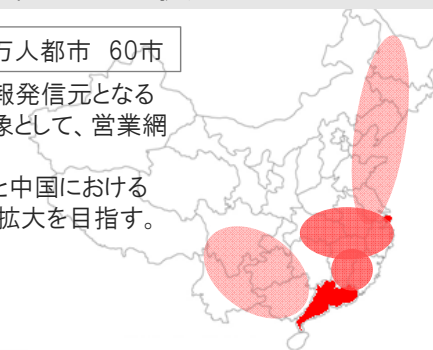 万人都市 60市
報発信元となる
象として、営業網
と中国における
拡大を目指す。